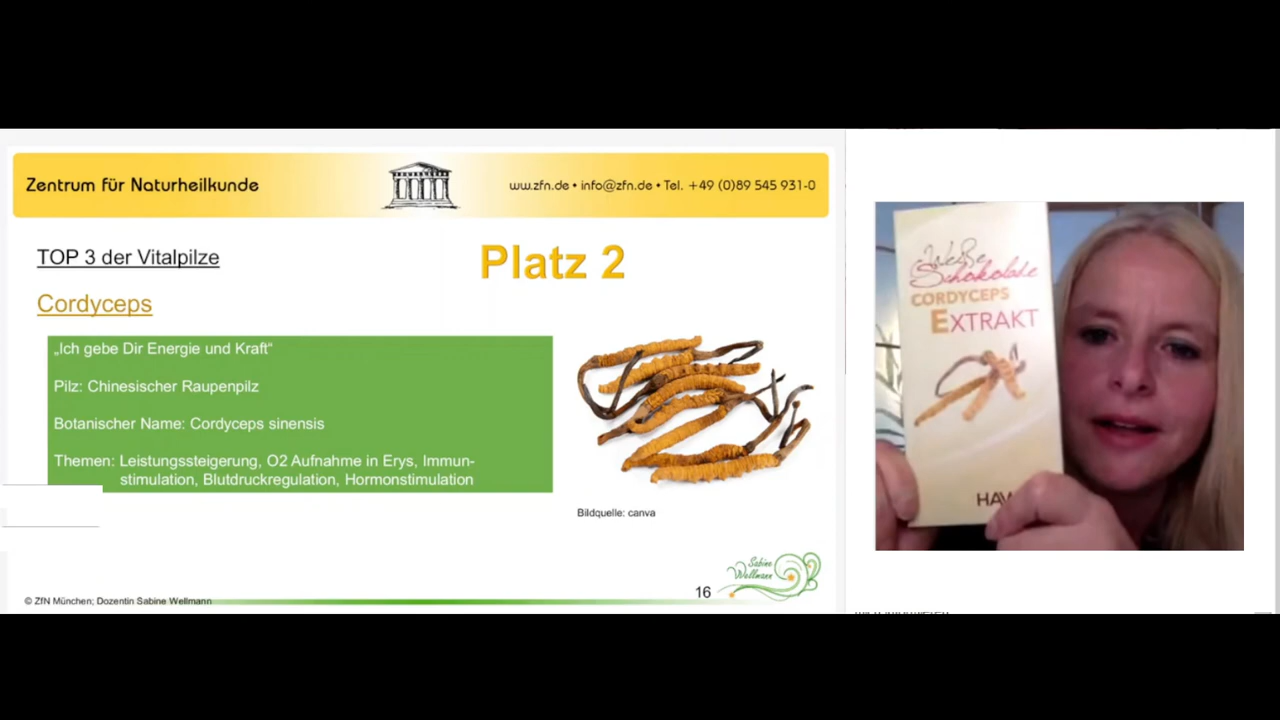 Zentrum für Naturheilkunde
ww.zfn.de • info@zfn.de • Tel. +49 (0)89 545 931-0
TOP 3 der Vitalpilze
Platz 2
Cordyceps
„Ich gebe Dir Energie und Kraft“
Pilz: Chinesischer Raupenpilz
Botanischer Name: Cordyceps sinensis
Themen: Leistungssteigerung, O2 Aufnahme in Erys, Immun-
stimulation, Blutdruckregulation, Hormonstimulation
Bildquelle: canva
Sabine
Wellmann
16
© ZfN München; Dozentin Sabine Wellmann
Weiße
Schokolade
CORDYCEPS
EXTRAKT
HAW